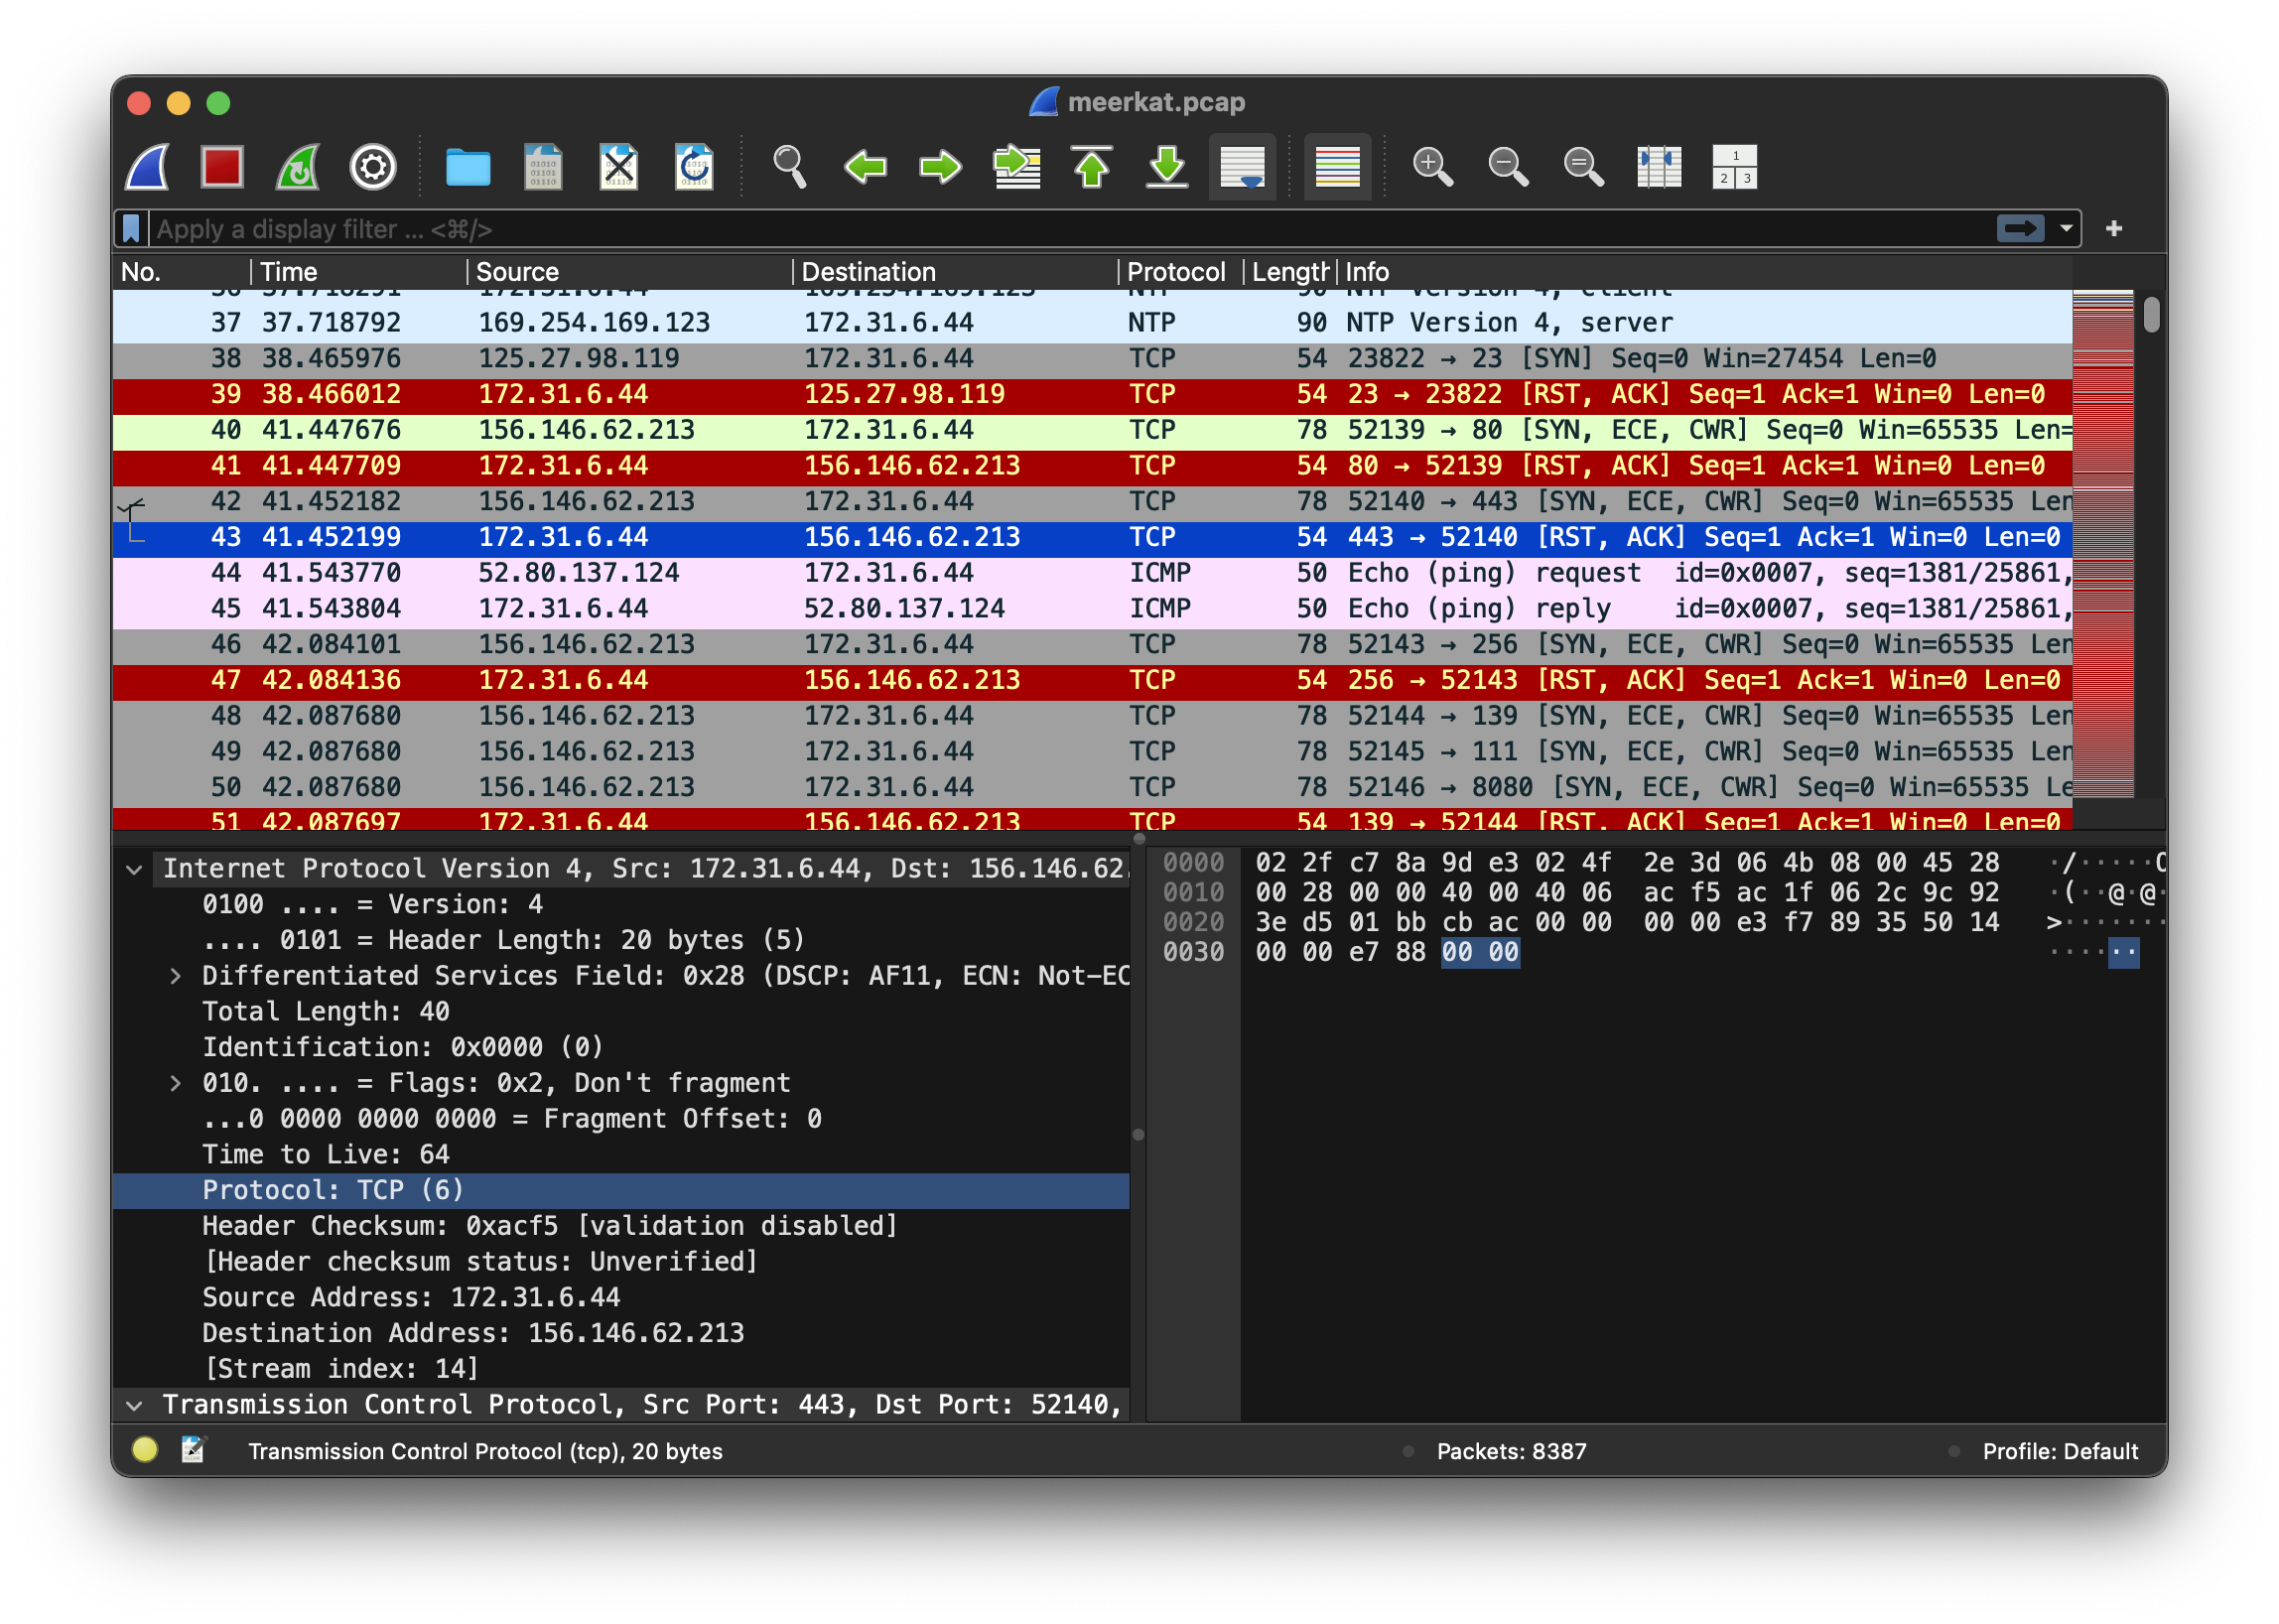 meerkat.pcap
Apply a display filter ... <⌘/>
No. Time Source Destination Protocol Length Info
37 37.718792 169.254.169.123 172.31.6.44 NTP 90 NTP Version 4, server
38 38.465976 125.27.98.119 172.31.6.44 TCP 54 23822 → 23 [SYN] Seq=0 Win=27454 Len=0
39 38.466012 172.31.6.44 125.27.98.119 TCP 54 23 → 23822 [RST, ACK] Seq=1 Ack=1 Win=0 Len=0
40 41.447676 156.146.62.213 172.31.6.44 TCP 78 52139 → 80 [SYN, ECE, CWR] Seq=0 Win=65535 Len=
41 41.447709 172.31.6.44 156.146.62.213 TCP 54 80 → 52139 [RST, ACK] Seq=1 Ack=1 Win=0 Len=0
42 41.452182 156.146.62.213 172.31.6.44 TCP 78 52140 → 443 [SYN, ECE, CWR] Seq=0 Win=65535 Len
43 41.452199 172.31.6.44 156.146.62.213 TCP 54 443 → 52140 [RST, ACK] Seq=1 Ack=1 Win=0 Len=0
44 41.543770 52.80.137.124 172.31.6.44 ICMP 50 Echo (ping) request id=0x0007, seq=1381/25861,
45 41.543804 172.31.6.44 52.80.137.124 ICMP 50 Echo (ping) reply id=0x0007, seq=1381/25861,
46 42.084101 156.146.62.213 172.31.6.44 TCP 78 52143 → 256 [SYN, ECE, CWR] Seq=0 Win=65535 Len
47 42.084136 172.31.6.44 156.146.62.213 TCP 54 256 → 52143 [RST, ACK] Seq=1 Ack=1 Win=0 Len=0
48 42.087680 156.146.62.213 172.31.6.44 TCP 78 52144 → 139 [SYN, ECE, CWR] Seq=0 Win=65535 Len
49 42.087680 156.146.62.213 172.31.6.44 TCP 78 52145 → 111 [SYN, ECE, CWR] Seq=0 Win=65535 Len
50 42.087680 156.146.62.213 172.31.6.44 TCP 78 52146 → 8080 [SYN, ECE, CWR] Seq=0 Win=65535 Le
51 42.087697 172.31.6.44 156.146.62.213 TCP 54 139 → 52144 [RST, ACK] Seq=1 Ack=1 Win=0 Len=0
Internet Protocol Version 4, Src: 172.31.6.44, Dst: 156.146.62.
0100 .... = Version: 4
.... 0101 = Header Length: 20 bytes (5)
Differentiated Services Field: 0x28 (DSCP: AF11, ECN: Not-EC
Total Length: 40
Identification: 0x0000 (0)
010. .... = Flags: 0x2, Don't fragment
...0 0000 0000 0000 = Fragment Offset: 0
Time to Live: 64
Protocol: TCP (6)
Header Checksum: 0xacf5 [validation disabled]
[Header checksum status: Unverified]
Source Address: 172.31.6.44
Destination Address: 156.146.62.213
[Stream index: 14]
Transmission Control Protocol, Src Port: 443, Dst Port: 52140,
0000 02 2f c7 8a 9d e3 02 4f 2e 3d 06 4b 08 00 45 28 ·/·····O
0010 00 28 00 00 40 00 40 06 ac f5 ac 1f 06 2c 9c 92 ·(··@·@·
0020 3e d5 01 bb cb ac 00 00 00 00 e3 f7 89 35 50 14 >·······
0030 00 00 e7 88 00 00 ······
Transmission Control Protocol (tcp), 20 bytes
Packets: 8387
Profile: Default